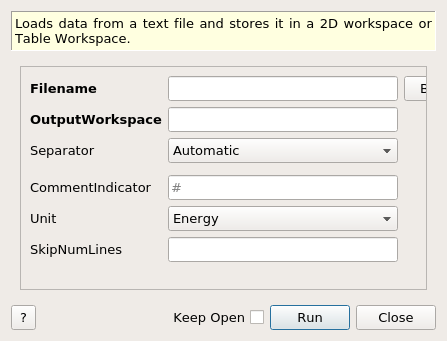 Loads data from a text file and stores it in a 2D workspace or
Table Workspace.
Filename
OutputWorkspace
Separator Automatic
CommentIndicator #
Unit Energy
SkipNumLines
? Keep Open Run Close